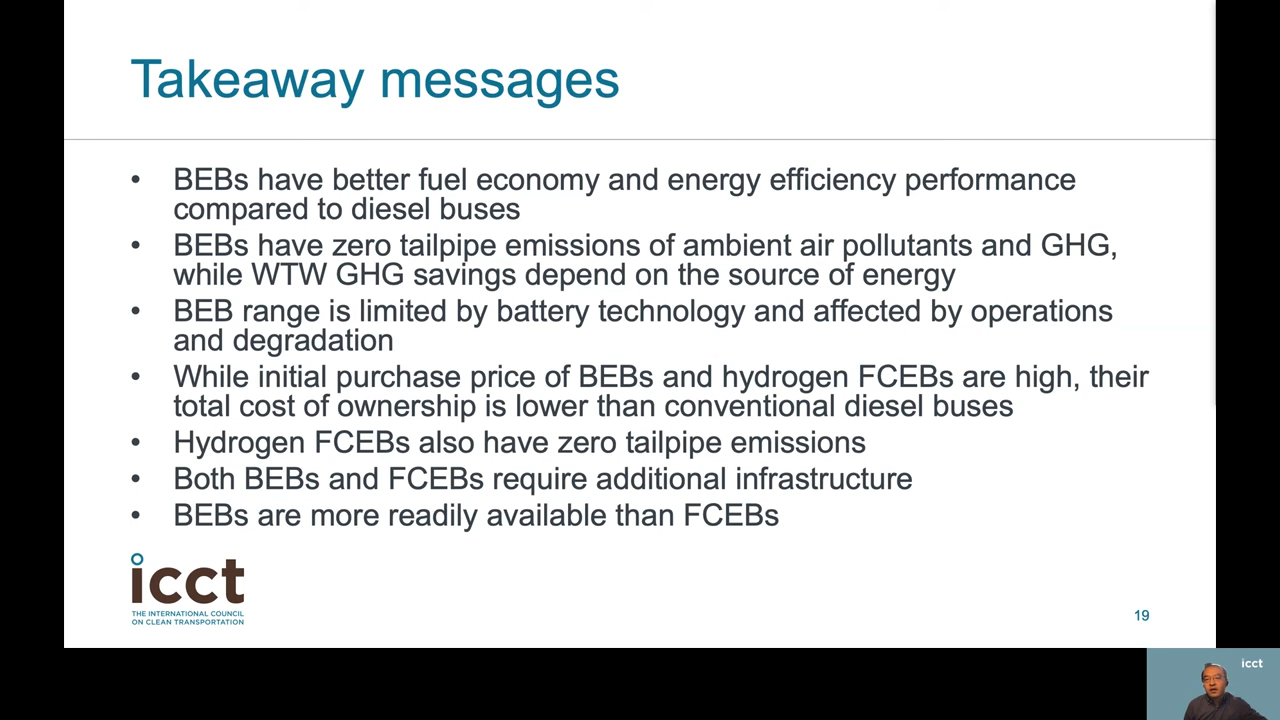 Takeaway messages
• BEBs have better fuel economy and energy efficiency performance
compared to diesel buses
• BEBs have zero tailpipe emissions of ambient air pollutants and GHG,
while WTW GHG savings depend on the source of energy
• BEB range is limited by battery technology and affected by operations
and degradation
• While initial purchase price of BEBs and hydrogen FCEBs are high, their
total cost of ownership is lower than conventional diesel buses
• Hydrogen FCEBs also have zero tailpipe emissions
• Both BEBs and FCEBs require additional infrastructure
• BEBs are more readily available than FCEBs
icct
THE INTERNATIONAL COUNCIL
ON CLEAN TRANSPORTATION
19
icct